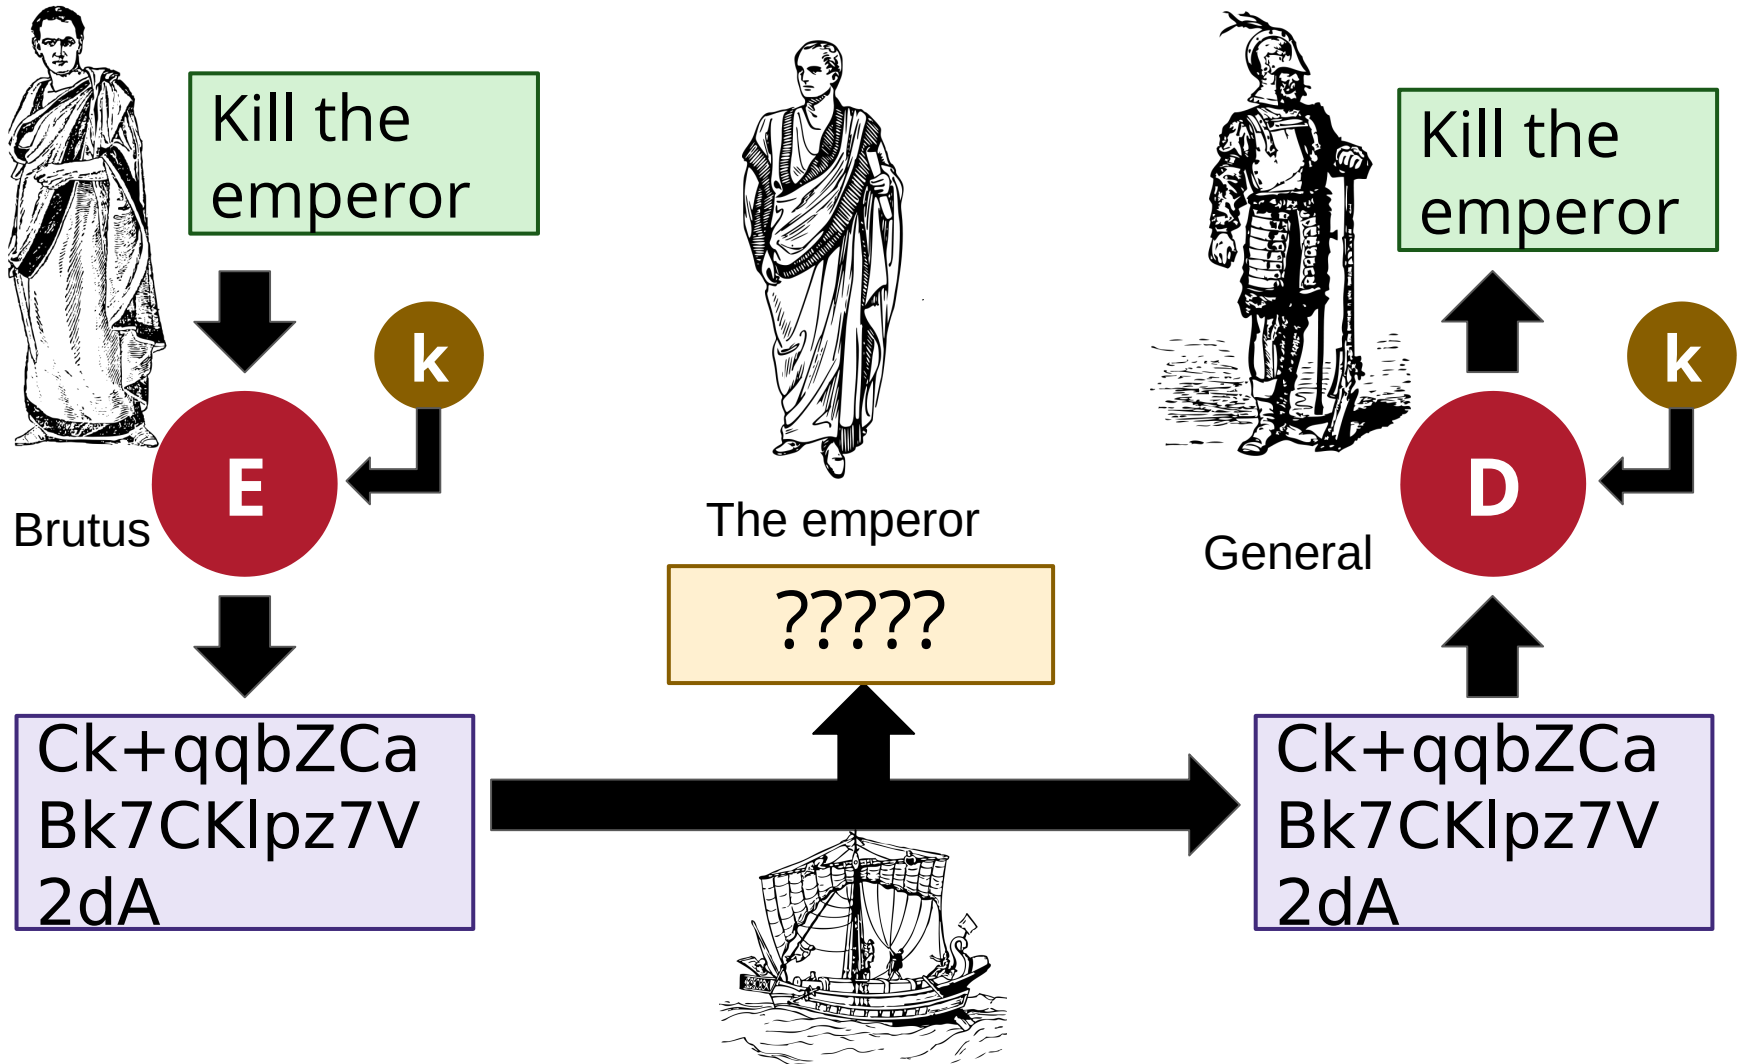 Kill the
emperor
k
E
Brutus
Ck+qqbZCa
Bk7CKlpz7V
2dA
The emperor
?????
Kill the
emperor
k
D
General
Ck+qqbZCa
Bk7CKlpz7V
2dA